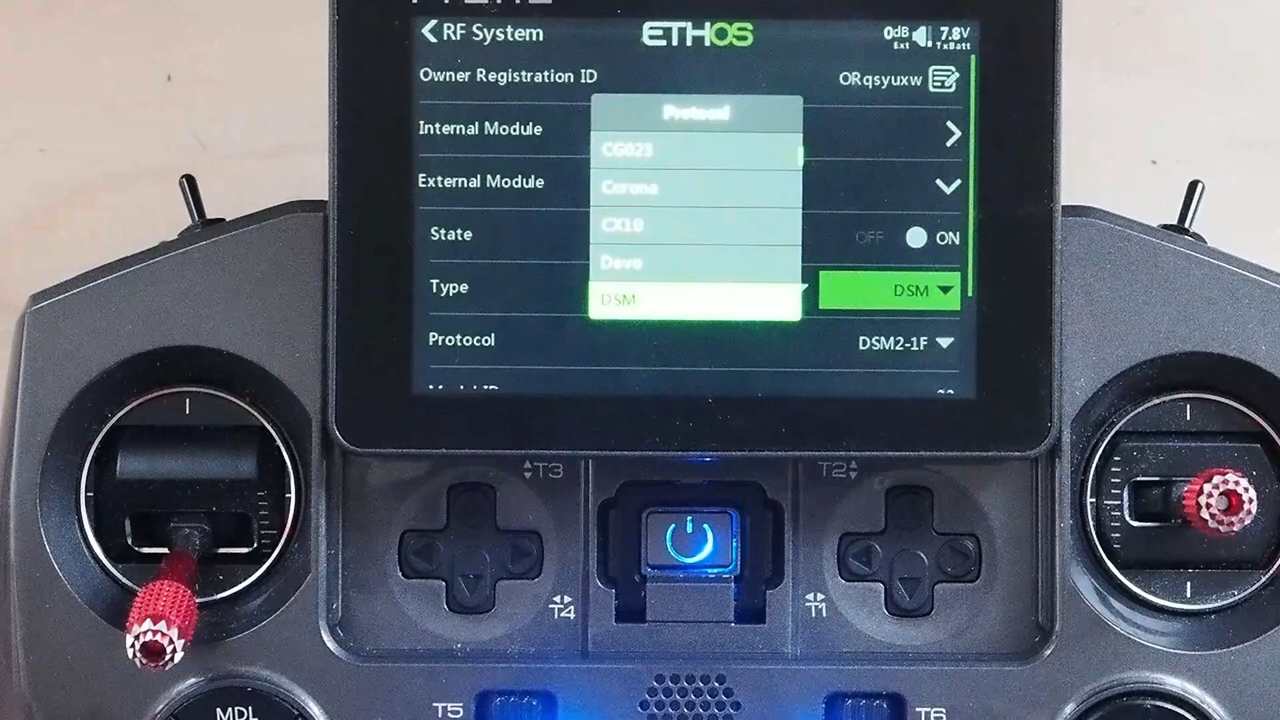 RF System
ETHOS
0dB
Ext
7.8V
TxBatt
Owner Registration ID
ORqsyuxw
Protocol
Internal Module
CG023
External Module
Corona
State
CX10
OFF
ON
Devo
Type
DSM
DSM
Protocol
DSM2-1F
T3
T2
T4
T1
T5
T6
MDL